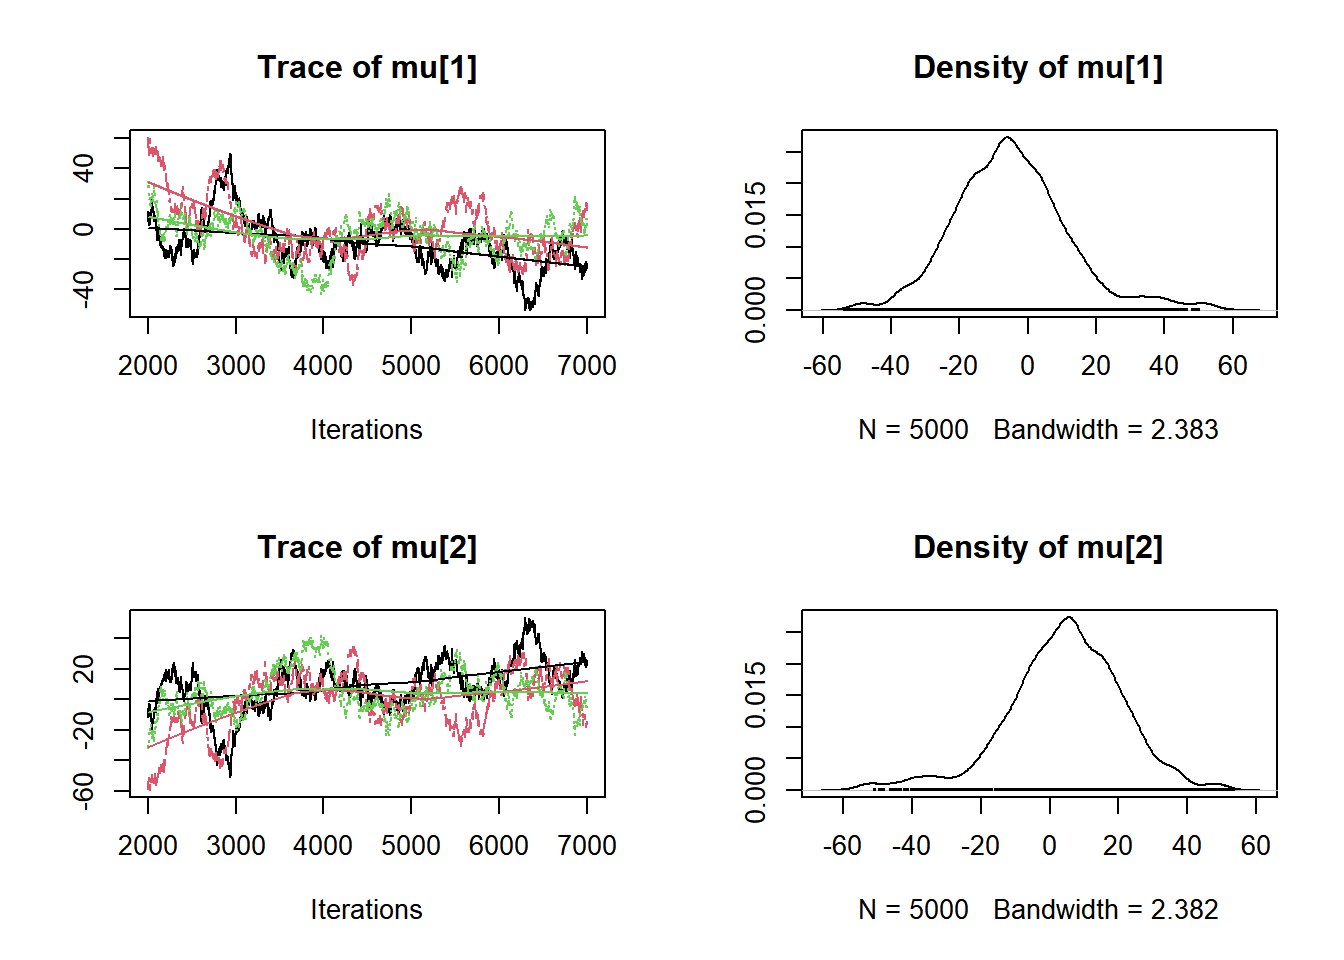 Trace of mu[1]
40
0
-40
2000 3000 4000 5000 6000 7000
Iterations
Density of mu[1]
0.015
0.000
-60 -40 -20 0 20 40 60
N = 5000 Bandwidth = 2.383
Trace of mu[2]
20
-20
-60
2000 3000 4000 5000 6000 7000
Iterations
Density of mu[2]
0.015
0.000
-60 -40 -20 0 20 40 60
N = 5000 Bandwidth = 2.382